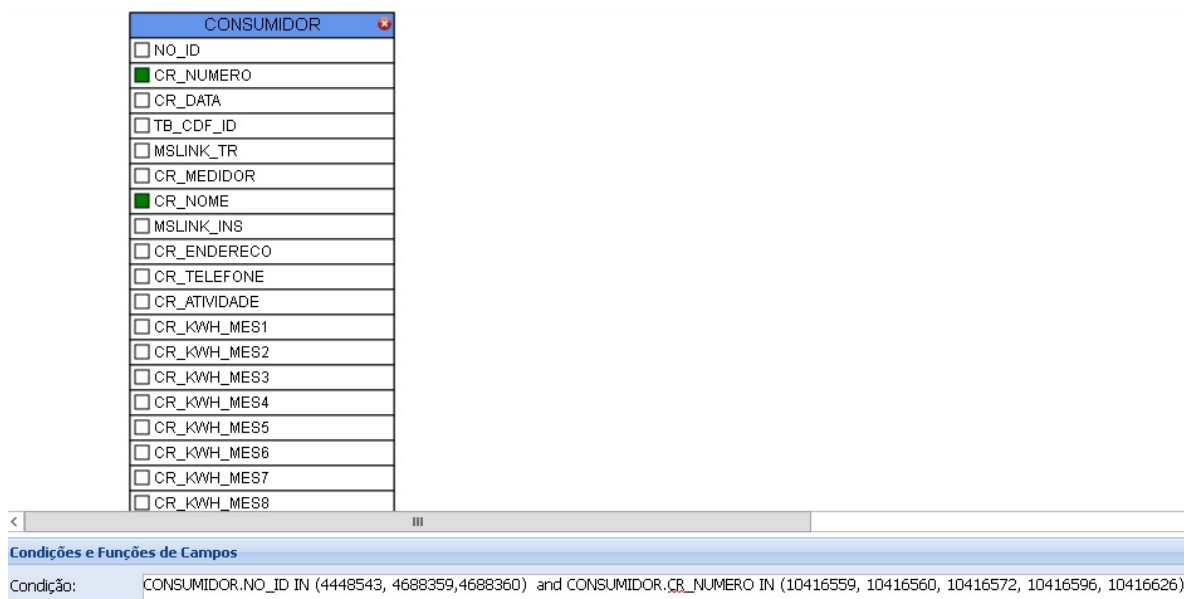 CONSUMIDOR
NO_ID
CR_NUMERO
CR_DATA
TB_CDF_ID
MSLINK_TR
CR_MEDIDOR
CR_NOME
MSLINK_INS
CR_ENDERECO
CR_TELEFONE
CR_ATIVIDADE
CR_KWH_MES1
CR_KWH_MES2
CR_KWH_MES3
CR_KWH_MES4
CR_KWH_MES5
CR_KWH_MES6
CR_KWH_MES7
CR_KWH_MES8
Condições e Funções de Campos
Condição: CONSUMIDOR.NO_ID IN (4448543, 4688359,4688360) and CONSUMIDOR.CR_NUMERO IN (10416559, 10416560, 10416572, 10416596, 10416626)